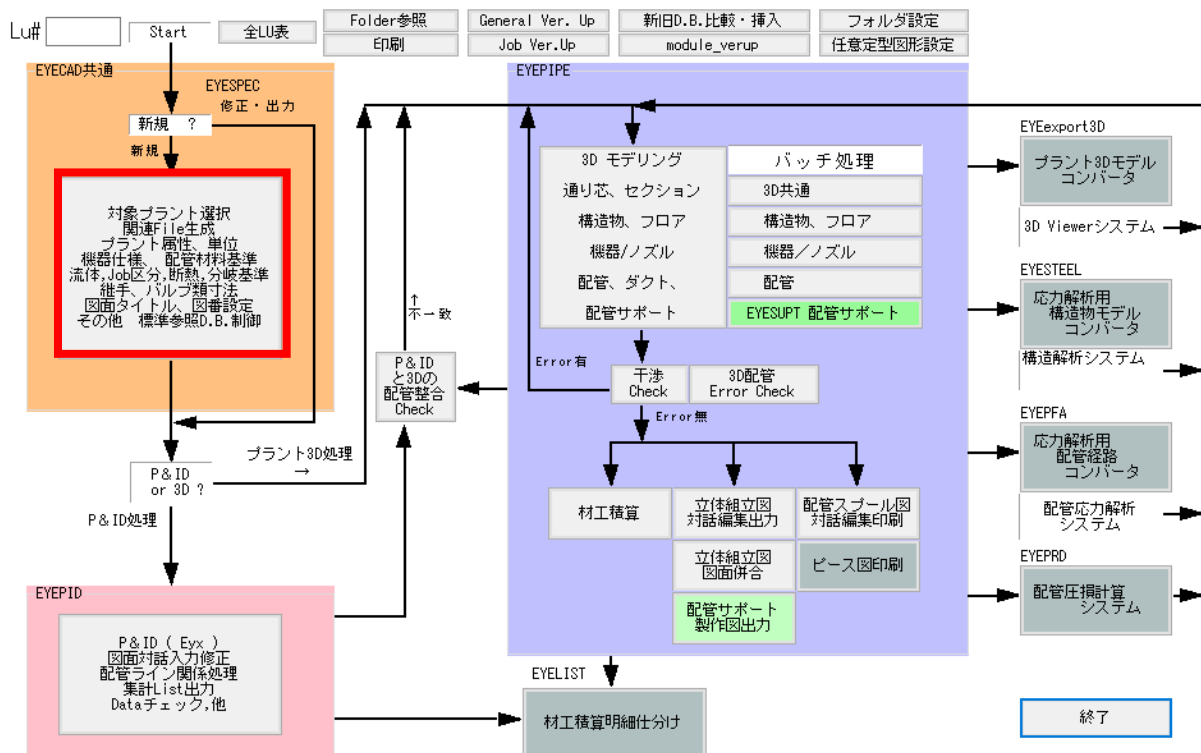 Lu#
Start
全LU表
Folder参照
General Ver. Up
新旧D.B.比較・挿入
フォルダ設定
印刷
Job Ver.Up
module_verup
任意定型図形設定
EYECAD共通
EYESPEC
修正・出力
新規 ?
新規
対象プラント選択
関連File生成
プラント属性、単位
機器仕様、 配管材料基準
流体,Job区分,断熱,分岐基準
継手、バルブ類寸法
図面タイトル、図番設定
その他 標準参照D.B.制御
P&ID
or 3D ?
プラント3D処理
→
P&ID処理
EYEPID
P&ID ( Eyx )
図面対話入力修正
配管ライン関係処理
集計List出力
Dataチェック,他
↑
不一致
P&ID
と3Dの
配管整合
Check
EYEPIPE
3D モデリング
通り芯、セクション
構造物、フロア
機器/ノズル
配管、ダクト、
配管サポート
バッチ処理
3D共通
構造物、フロア
機器/ノズル
配管
EYESUPT 配管サポート
Error有
干渉
Check
3D配管
Error Check
Error無
材工積算
立体組立図
対話編集出力
配管スプール図
対話編集印刷
立体組立図
図面併合
ピース図印刷
配管サポート
製作図出力
EYELIST
材工積算明細仕分け
EYEexport3D
プラント3Dモデル
コンバータ
3D Viewerシステム
EYESTEEL
応力解析用
構造物モデル
コンバータ
構造解析システム
EYEPFA
応力解析用
配管経路
コンバータ
配管応力解析
システム
EYEPRD
配管圧損計算
システム
終了